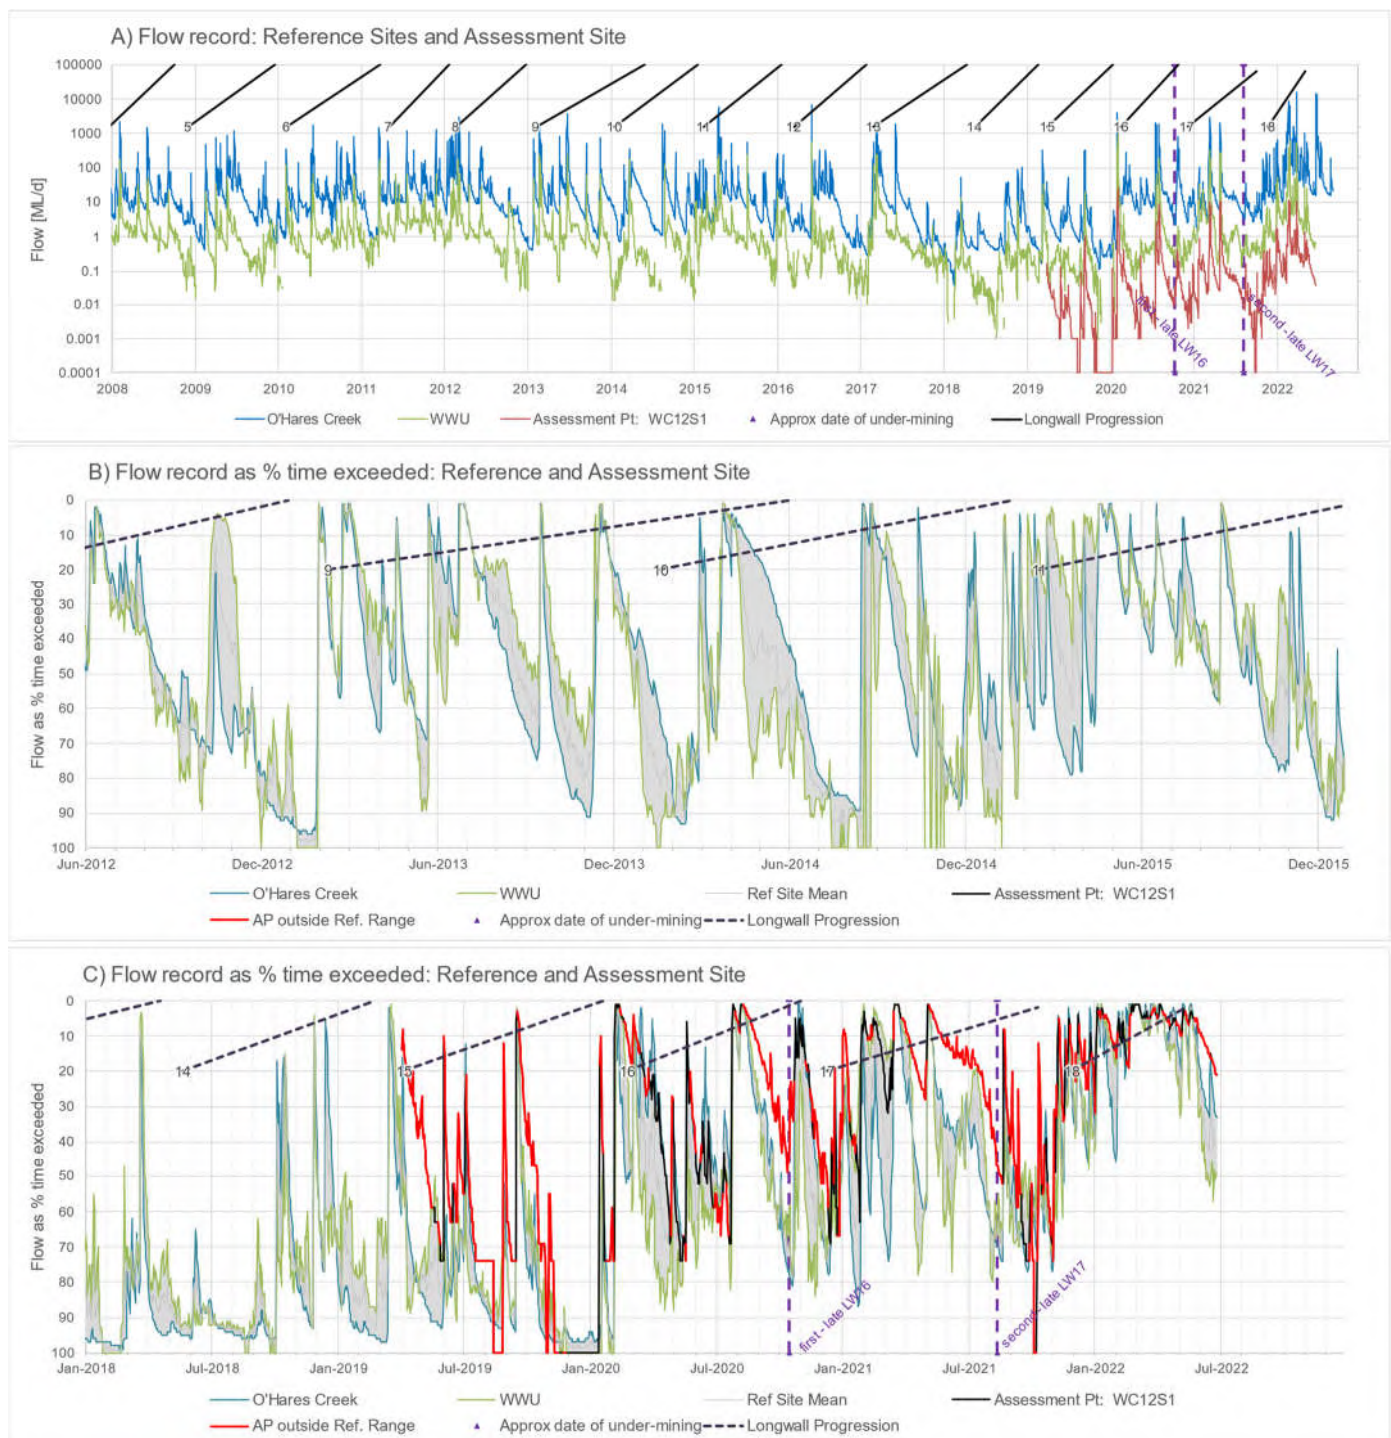 A) Flow record: Reference Sites and Assessment Site
100000
10000
1000
100
10
1
0.1
0.01
0.001
0.0001
Flow [ML/d]
5
6
7
8
9
10
11
12
13
14
15
16
17
18
first - late LW16
second - late LW17
2008
2009
2010
2011
2012
2013
2014
2015
2016
2017
2018
2019
2020
2021
2022
O'Hares Creek
WWU
Assessment Pt: WC12S1
Approx date of under-mining
Longwall Progression
B) Flow record as % time exceeded: Reference and Assessment Site
0
10
20
30
40
50
60
70
80
90
100
Flow as % time exceeded
9
10
11
Jun-2012
Dec-2012
Jun-2013
Dec-2013
Jun-2014
Dec-2014
Jun-2015
Dec-2015
O'Hares Creek
WWU
Ref Site Mean
Assessment Pt: WC12S1
AP outside Ref. Range
Approx date of under-mining
Longwall Progression
C) Flow record as % time exceeded: Reference and Assessment Site
0
10
20
30
40
50
60
70
80
90
100
Flow as % time exceeded
14
15
16
17
18
first - late LW16
second - late LW17
Jan-2018
Jul-2018
Jan-2019
Jul-2019
Jan-2020
Jul-2020
Jan-2021
Jul-2021
Jan-2022
Jul-2022
O'Hares Creek
WWU
Ref Site Mean
Assessment Pt: WC12S1
AP outside Ref. Range
Approx date of under-mining
Longwall Progression